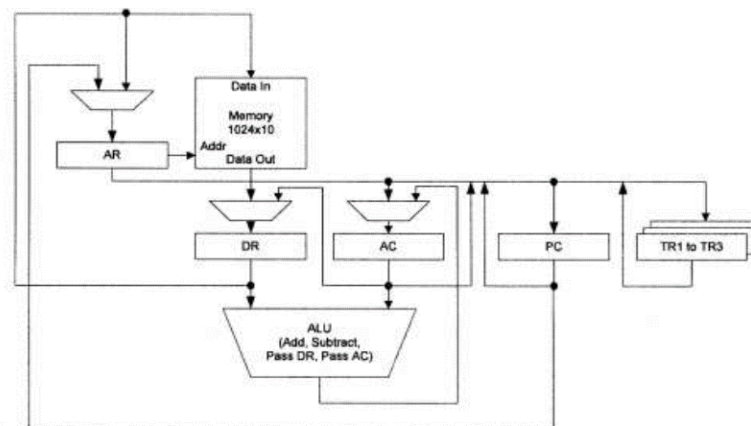 Data In
Memory
1024x10
Addr
Data Out
AR
DR
AC
PC
TR1 to TR3
ALU
(Add, Subtract,
Pass DR, Pass AC)